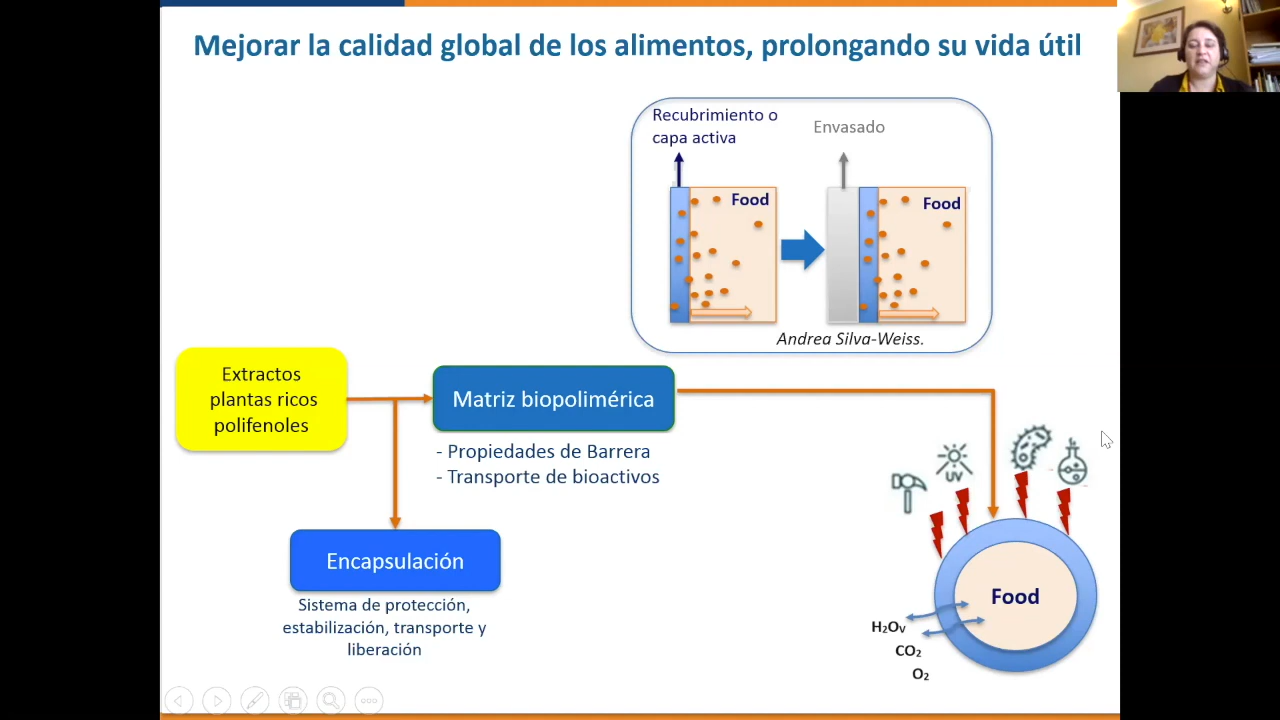 Mejorar la calidad global de los alimentos, prolongando su vida útil
Recubrimiento o
capa activa
Envasado
Food
Food
Andrea Silva-Weiss.
Extractos
plantas ricos
polifenoles
Matriz biopolimérica
- Propiedades de Barrera
- Transporte de bioactivos
Encapsulación
Sistema de protección,
estabilización, transporte y
liberación
UV
Food
H₂Oᵥ
CO₂
O₂